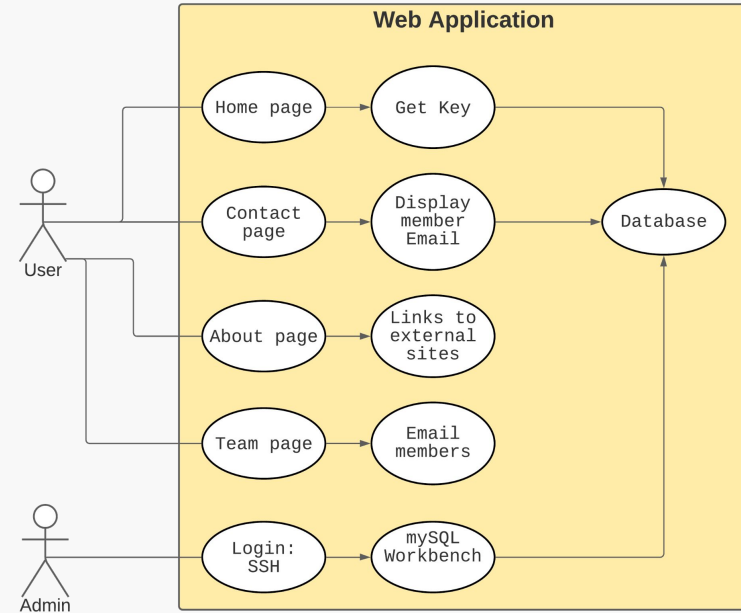 Web Application
Home page
Get Key
Contact
page
Display
member
Email
Database
User
About page
Links to
external
sites
Team page
Email
members
Login:
SSH
mySQL
Workbench
Admin